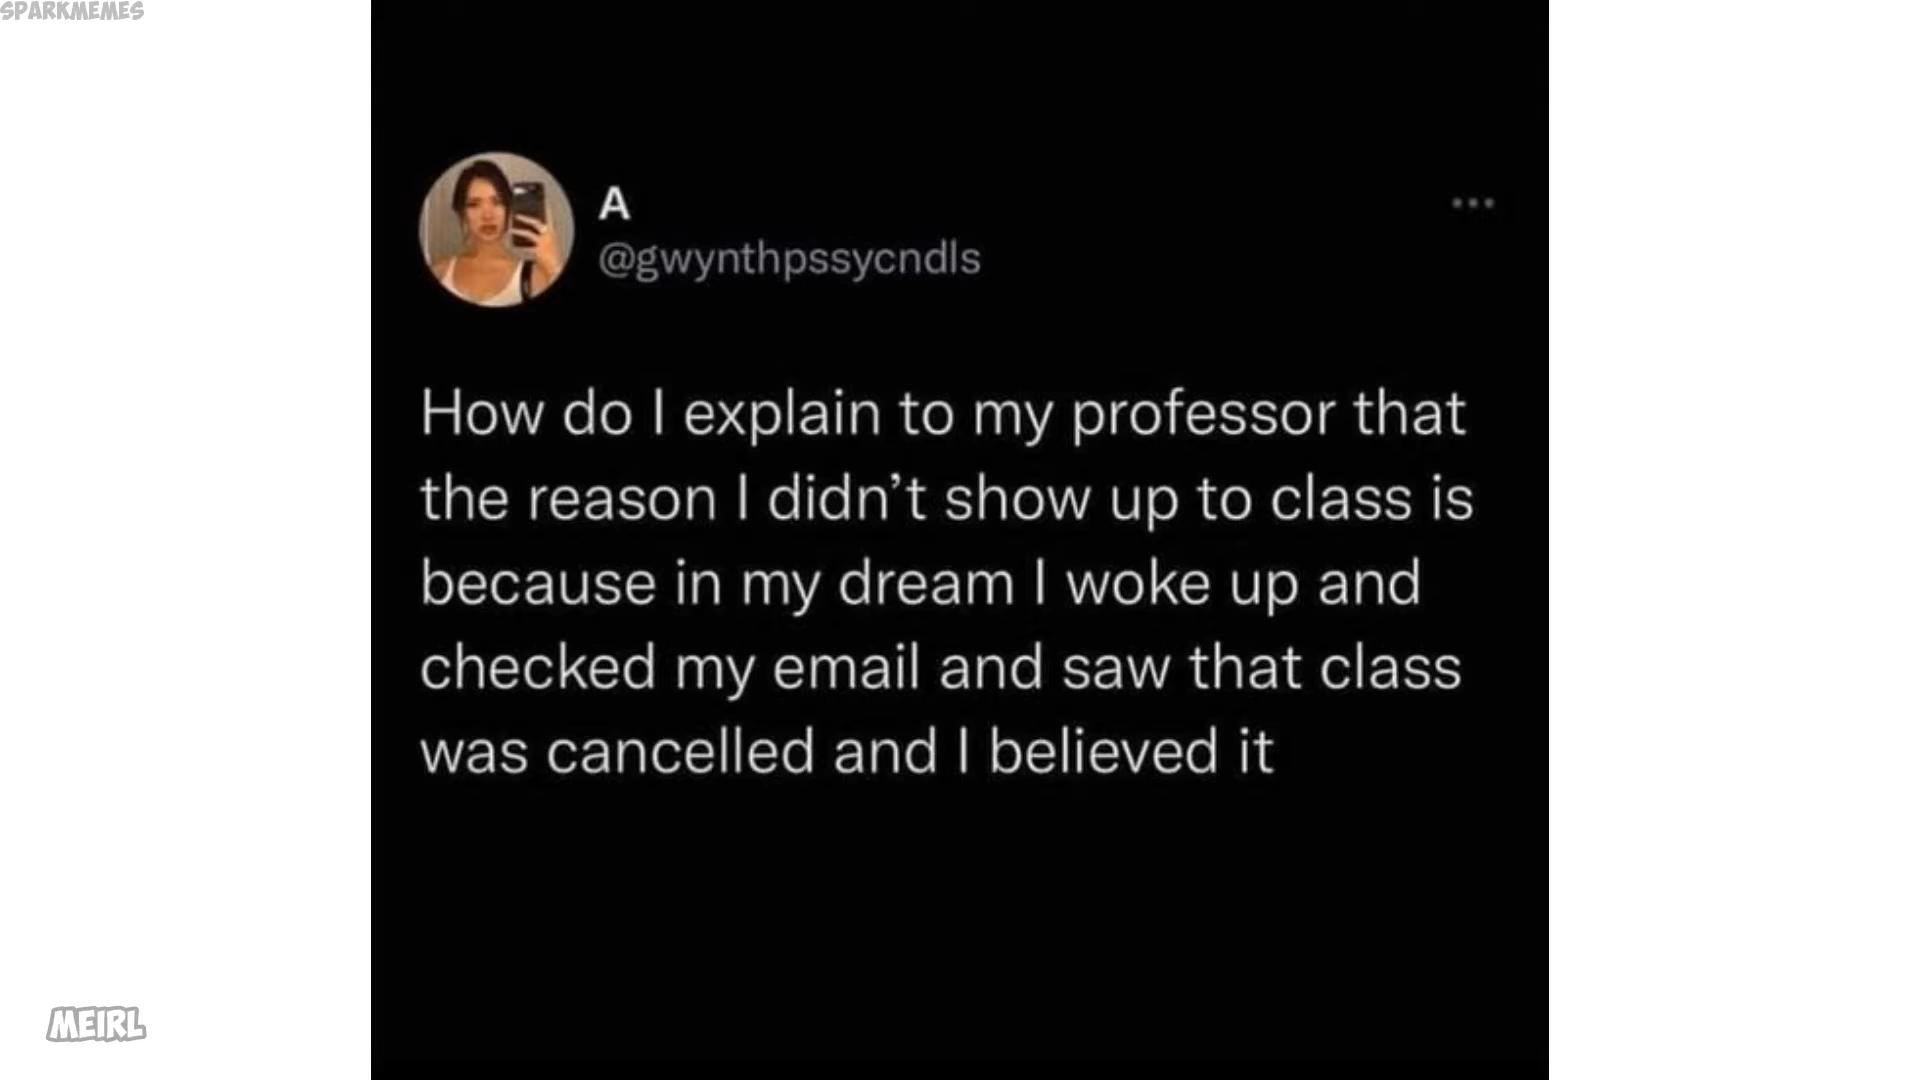 SPARKMEMES
A
@gwynthpssycndls
How do I explain to my professor that
the reason I didn’t show up to class is
because in my dream I woke up and
checked my email and saw that class
was cancelled and I believed it
MEIRL